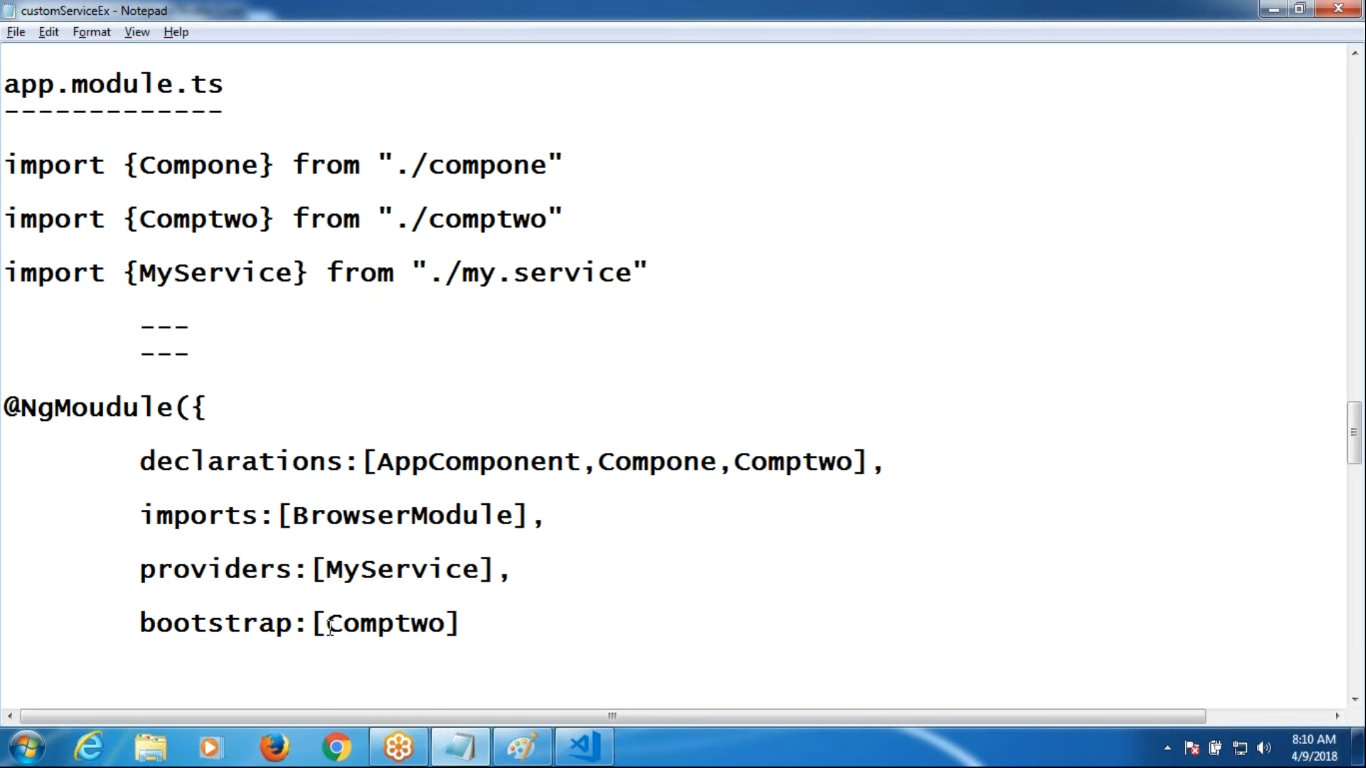 customServiceEx - Notepad
File Edit Format View Help
app.module.ts
-------------
import {Compone} from "./compone"
import {Comptwo} from "./comptwo"
import {MyService} from "./my.service"
---
---
@NgMoudule({
declarations:[AppComponent,Compone,Comptwo],
imports:[BrowserModule],
providers:[MyService],
bootstrap:[Comptwo]
8:10 AM
4/9/2018